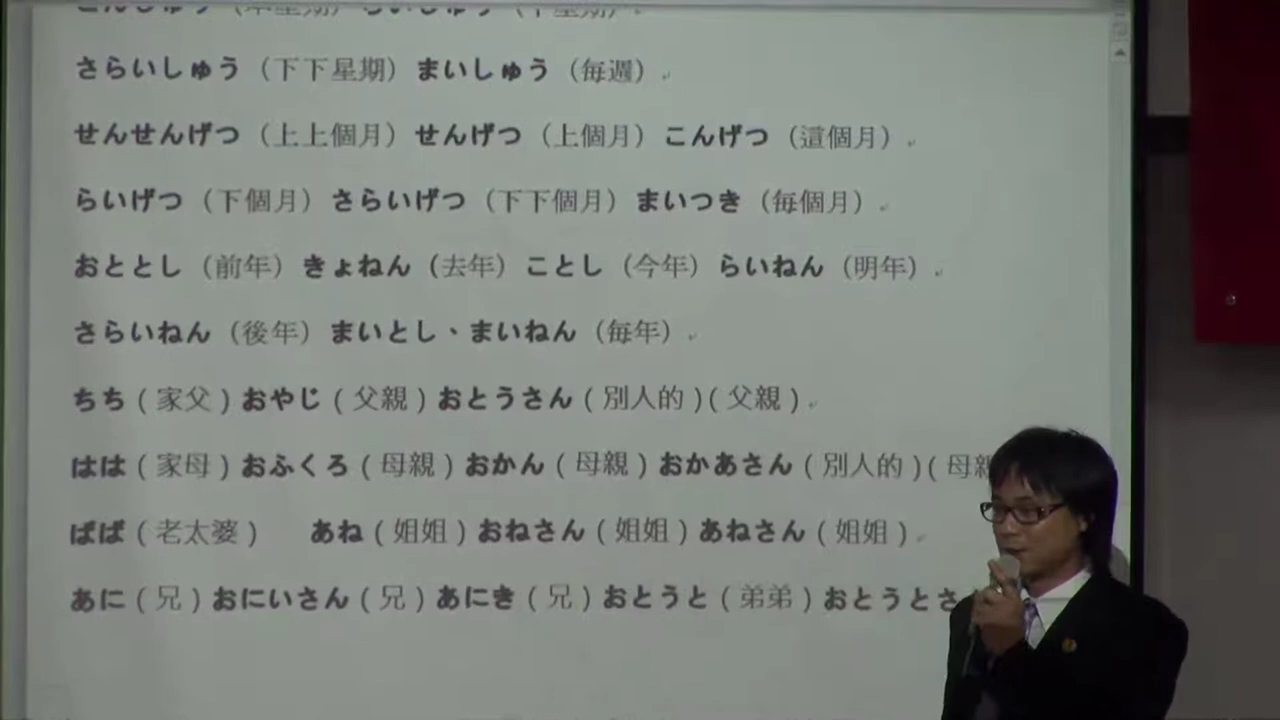 さらいしゅう（下下星期）まいしゅう（每週）
せんせんげつ（上上個月）せんげつ（上個月）こんげつ（這個月）
らいげつ（下個月）さらいげつ（下下個月）まいつき（每個月）
おととし（前年）きょねん（去年）ことし（今年）らいねん（明年）
さらいねん（後年）まいとし、まいねん（每年）
ちち(家父)おやじ(父親)おとうさん(別人的)(父親)
はは(家母)おふくろ(母親)おかん(母親)おかあさん(別人的)(母親
ばば(老太婆) あね(姐姐)おねさん(姐姐)あねさん(姐姐)
あに(兄)おにいさん(兄)あにき(兄)おとうと(弟弟)おとうとさ